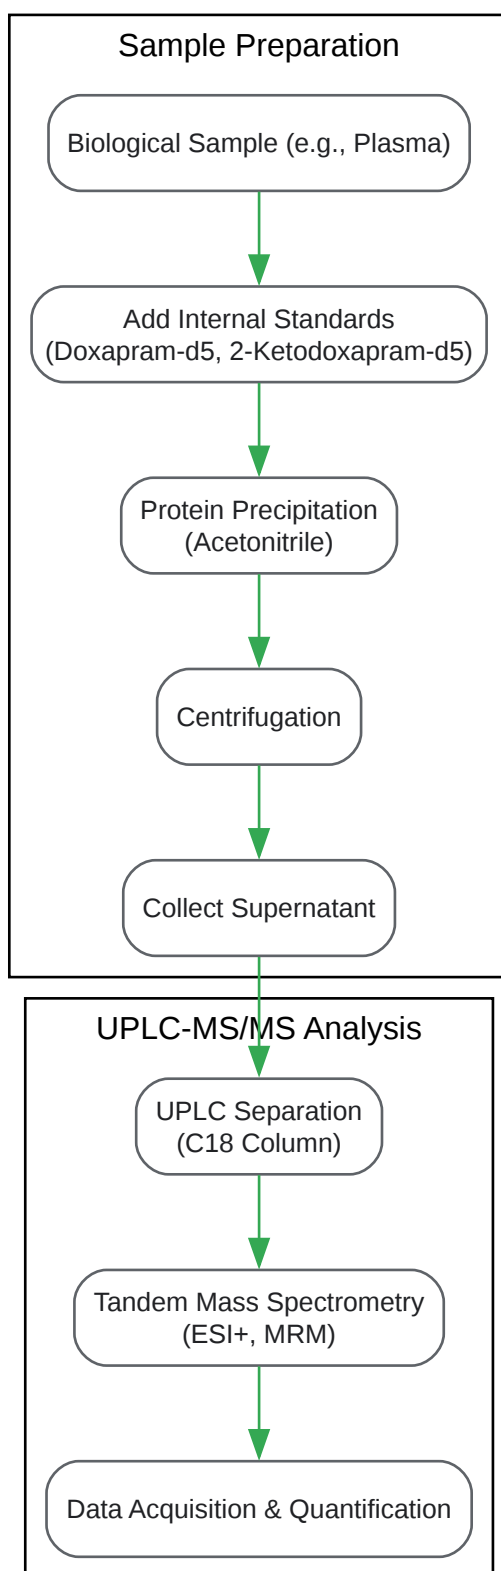 Sample Preparation
Biological Sample (e.g., Plasma)
Add Internal Standards
(Doxapram-d5, 2-Ketodoxapram-d5)
Protein Precipitation
(Acetonitrile)
Centrifugation
Collect Supernatant
UPLC-MS/MS Analysis
UPLC Separation
(C18 Column)
Tandem Mass Spectrometry
(ESI+, MRM)
Data Acquisition & Quantification